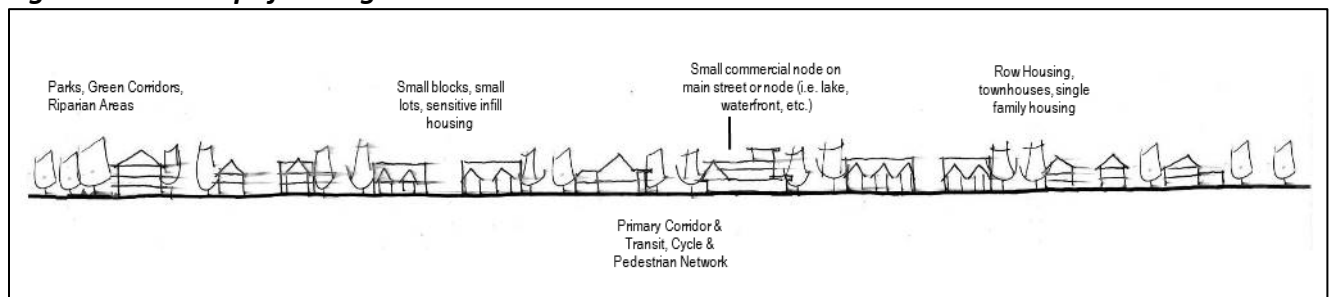 Parks, Green Corridors,
Riparian Areas
Small blocks, small
lots, sensitive infill
housing
Small commercial node on
main street or node (i.e. lake,
waterfront, etc.)
Row Housing,
townhouses, single
family housing
Primary Corridor &
Transit, Cycle &
Pedestrian Network